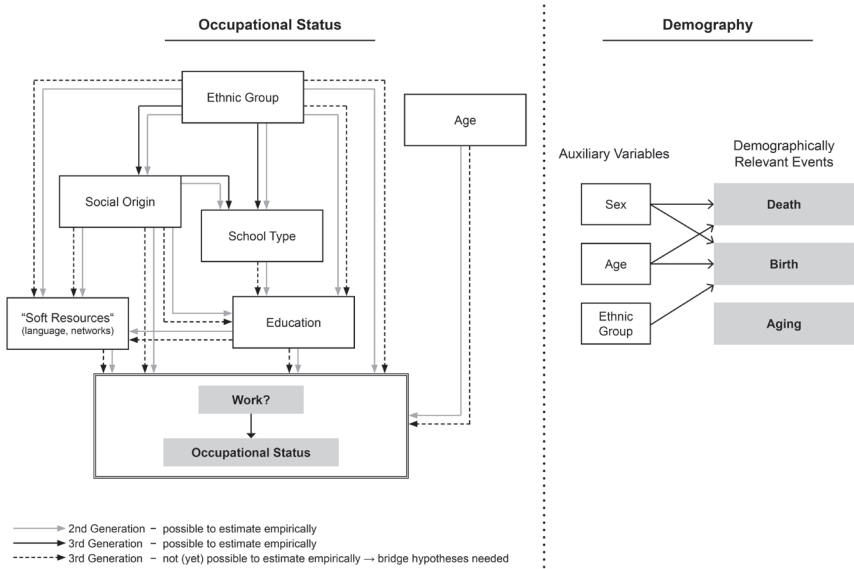 Occupational Status
Ethnic Group
Age
Social Origin
School Type
“Soft Resources“
(language, networks)
Education
Work?
Occupational Status
2nd Generation – possible to estimate empirically
3rd Generation – possible to estimate empirically
3rd Generation – not (yet) possible to estimate empirically → bridge hypotheses needed
Demography
Auxiliary Variables
Demographically
Relevant Events
Sex
Death
Age
Birth
Ethnic
Group
Aging